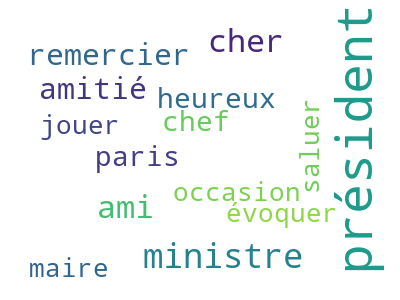 président
cher
remercier
amitié
heureux
jouer
chef
saluer
paris
occasion
ami
évoquer
ministre
maire